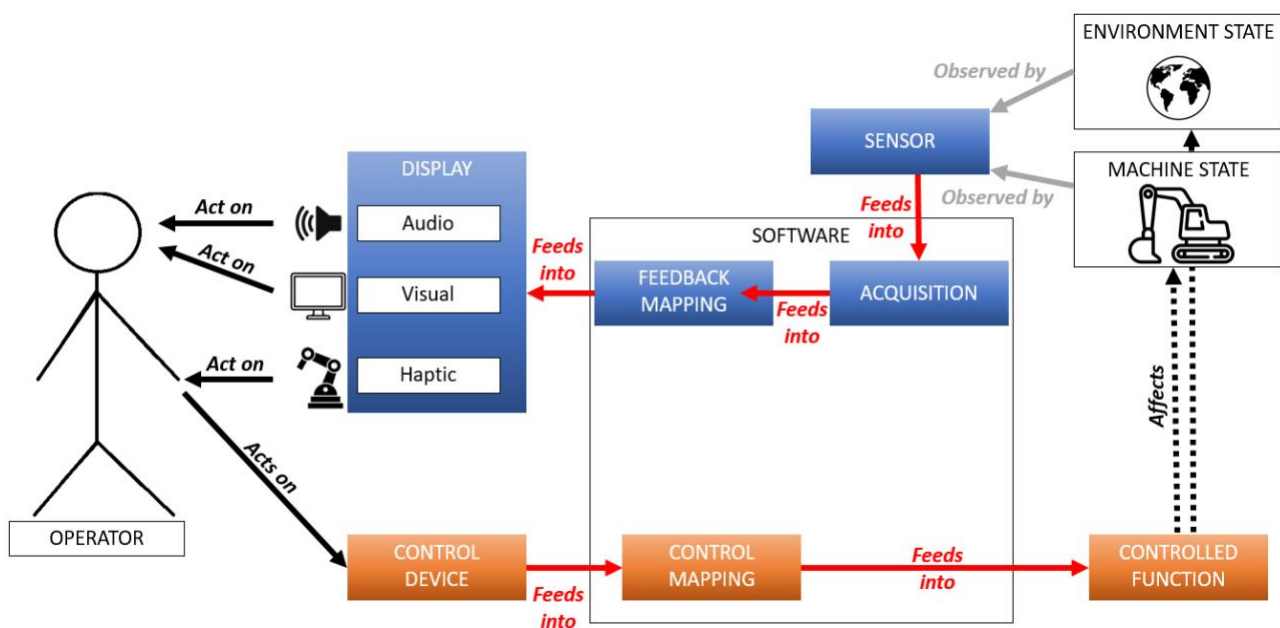 ENVIRONMENT STATE
Observed by
SENSOR
MACHINE STATE
Observed by
DISPLAY
Act on
Audio
Feeds
into
SOFTWARE
Act on
Feeds
into
Visual
FEEDBACK
MAPPING
Feeds
into
ACQUISITION
Act on
Haptic
Affects
Acts on
OPERATOR
CONTROL
DEVICE
Feeds
into
CONTROL
MAPPING
Feeds
into
CONTROLLED
FUNCTION